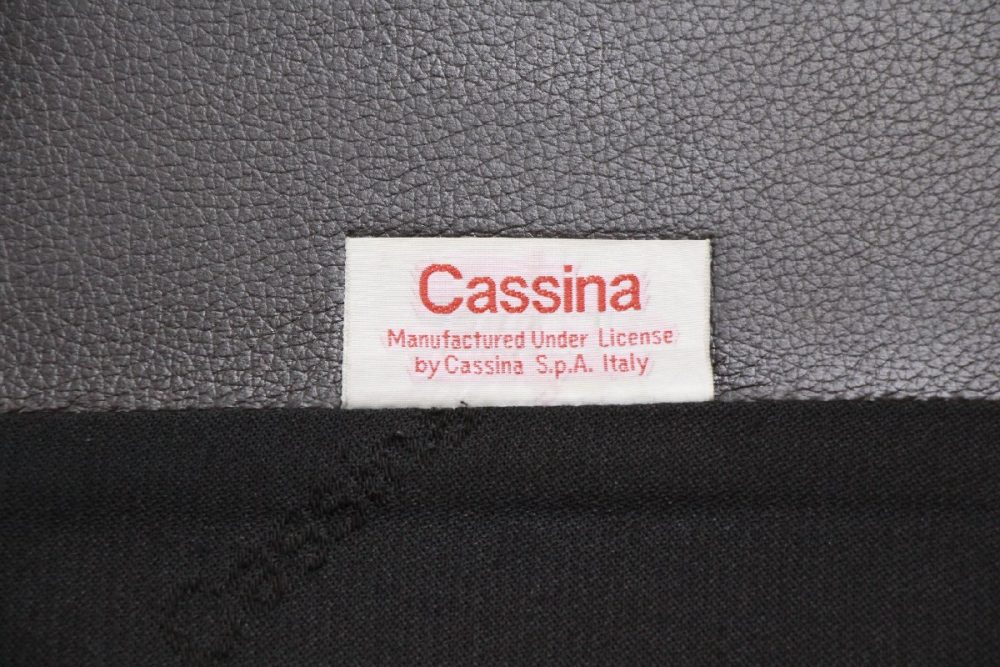 Cassina
Manufactured Under License
by Cassina S.p.A. Italy